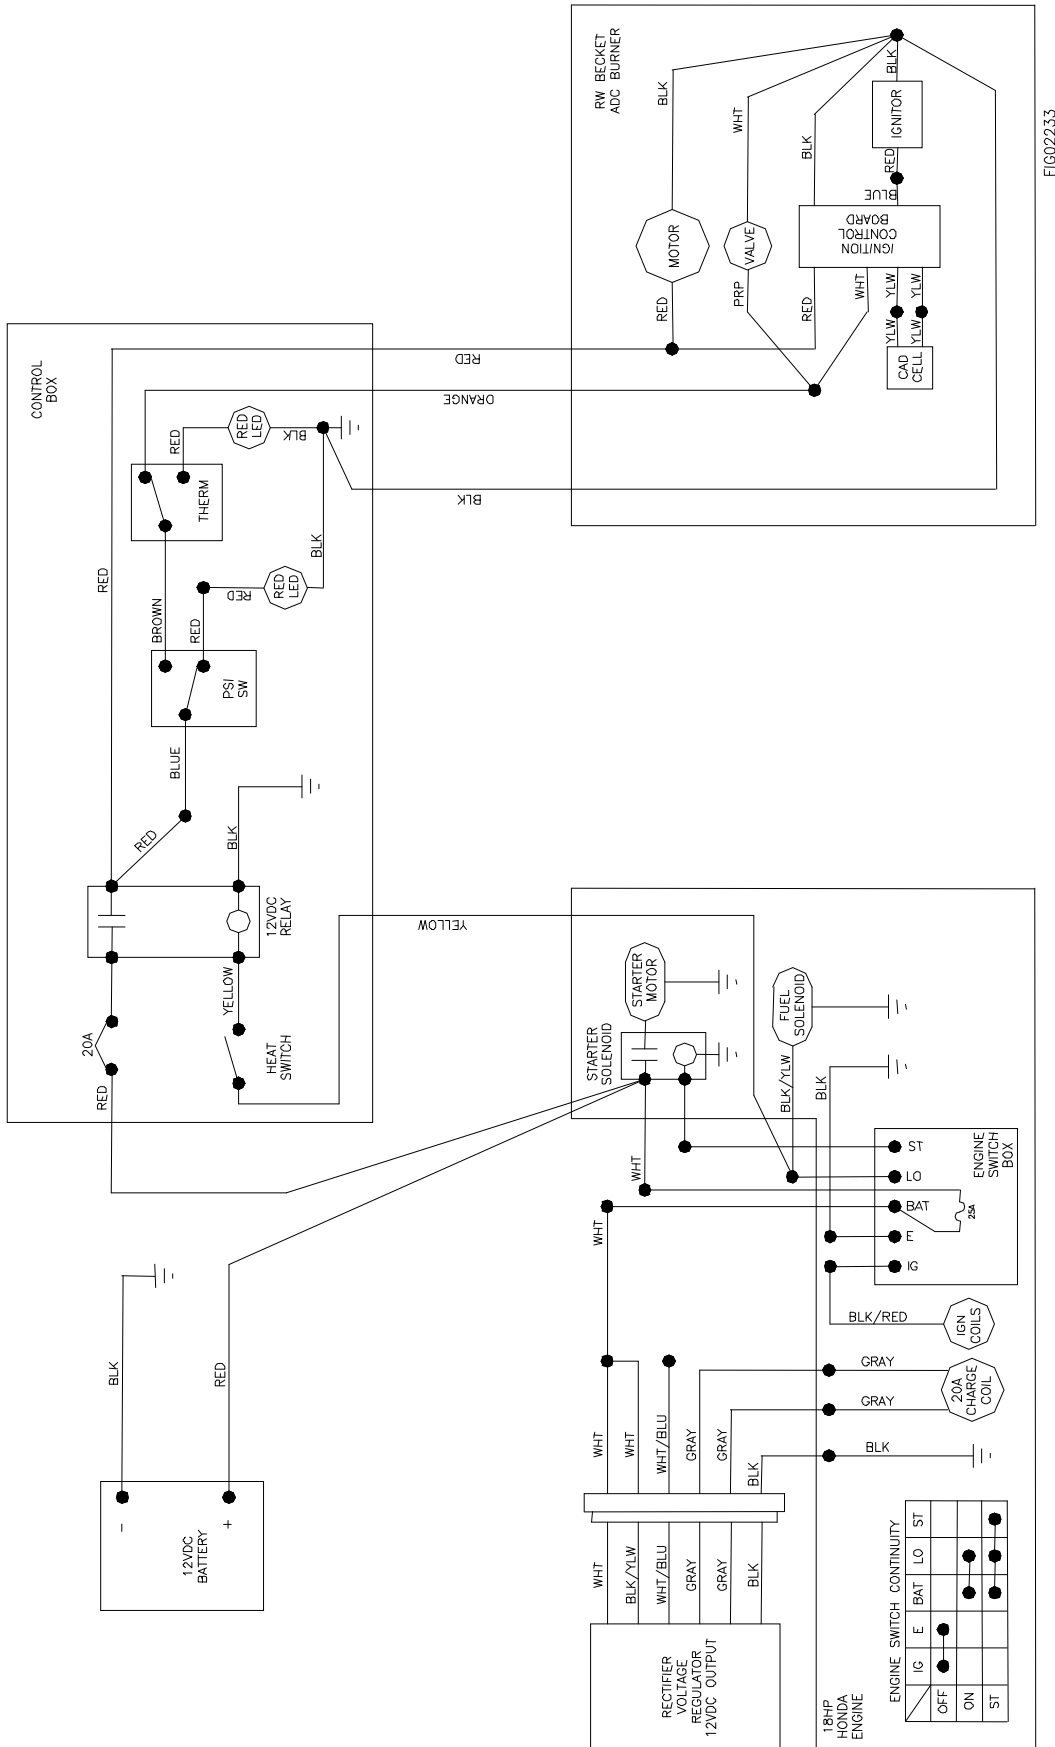 RW BECKET
ADC BURNER
BLK
BLK
WHT
IGNITOR
BLK
RED
BLUE
IGNITION
CONTROL
BOARD
MOTOR
VALVE
RED
PRP
RED
WHT
YLW
YLW
YLW
YLW
CAD
CELL
FIG02233
CONTROL
BOX
RED
ORANGE
RED
LED
BLK
RED
THERM
BLK
BLK
RED
RED
LED
RED
BROWN
RED
PSI
SW
BLUE
RED
BLK
12VDC
RELAY
YELLOW
YELLOW
20A
HEAT
SWITCH
RED
STARTER
MOTOR
STARTER
SOLENOID
FUEL
SOLENOID
BLK/YLW
BLK
ENGINE
SWITCH
BOX
ST
LO
BAT
E
IG
25A
WHT
WHT
BLK/RED
IGN
COILS
BLK
RED
GRAY
GRAY
20A
CHARGE
COIL
BLK
WHT
WHT
WHT/BLU
GRAY
GRAY
BLK
-
+
12VDC
BATTERY
WHT
BLK/YLW
WHT/BLU
GRAY
GRAY
BLK
RECTIFIER
VOLTAGE
REGULATOR
12VDC OUTPUT
18HP
HONDA
ENGINE
ENGINE SWITCH CONTINUITY
IG E BAT LO ST
OFF
ON
ST